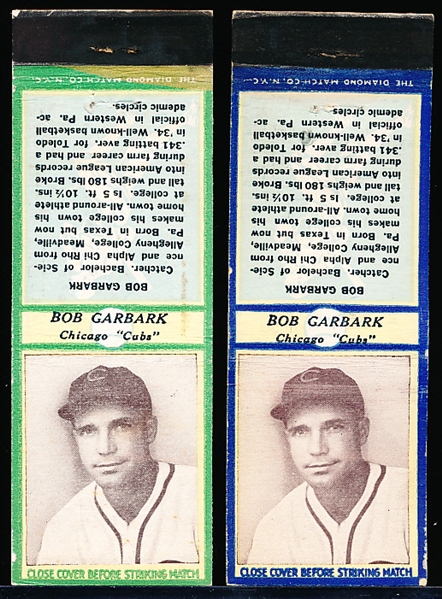 THE DIAMOND MATCH CO., N.Y.C.
BOB GARBARK
Catcher. Bachelor of Scie-
nce and Alpha Chi Rho from
Allegheny College, Meadville,
Pa. Born in Texas but now
makes his college town his
home town. All-around athlete
at college. Is 5 ft. 10½ ins.
tall and weighs 180 lbs. Broke
into American League records
during farm career and had a
.341 batting aver. for Toledo
in '34. Well-known basketball
official in Western Pa. ac-
ademic circles.
BOB GARBARK
Chicago "Cubs"
C
CLOSE COVER BEFORE STRIKING MATCH
THE DIAMOND MATCH CO., N.Y.C.
BOB GARBARK
Catcher. Bachelor of Scie-
nce and Alpha Chi Rho from
Allegheny College, Meadville,
Pa. Born in Texas but now
makes his college town his
home town. All-around athlete
at college. Is 5 ft. 10½ ins.
tall and weighs 180 lbs. Broke
into American League records
during farm career and had a
.341 batting aver. for Toledo
in '34. Well-known basketball
official in Western Pa. ac-
ademic circles.
BOB GARBARK
Chicago "Cubs"
C
CLOSE COVER BEFORE STRIKING MATCH